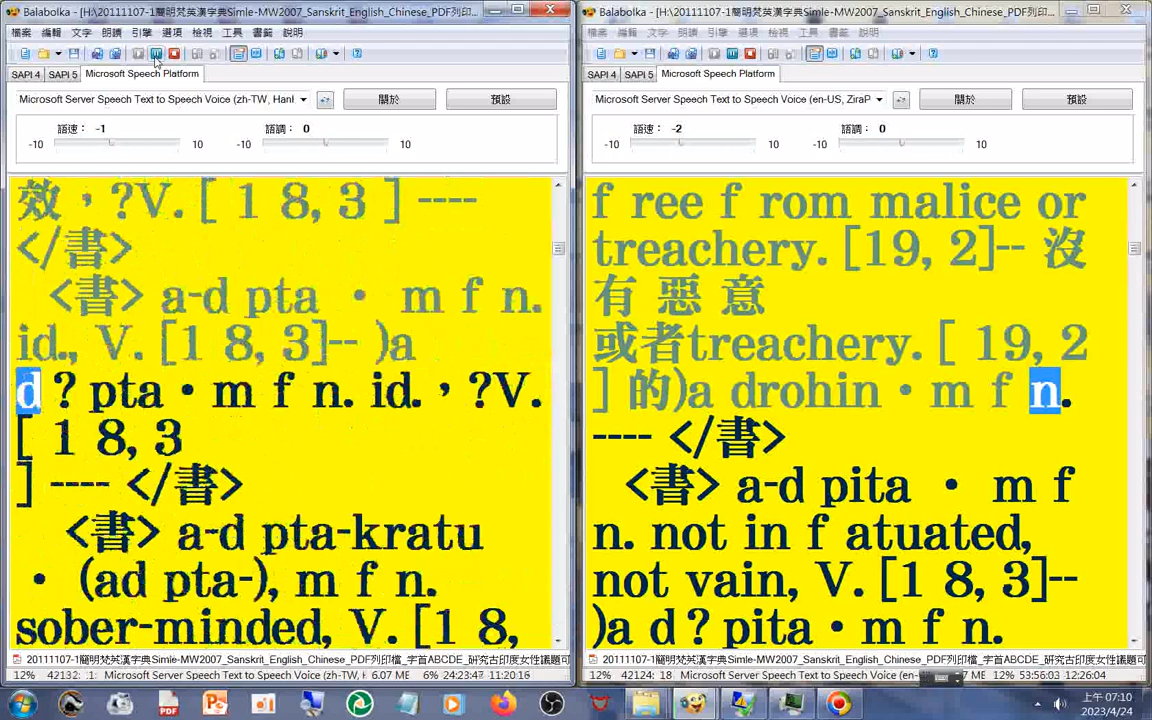 Balabolka - [H:\20111107-1簡明梵英漢字典Simle-MW2007_Sanskrit_English_Chinese_PDF列印...
檔案 編輯 文字 朗讀 引擎 選項 檢視 工具 書籤 說明
SAPI 4 SAPI 5 Microsoft Speech Platform
Microsoft Server Speech Text to Speech Voice (zh-TW, Hanl
關於 預設
語速： -1 語調： 0
-10 10 -10 10
效，?V. [ 1 8, 3 ] ----
</書>
<書> a-d pta • m f n.
id., V. [1 8, 3]-- )a
d ? pta • m f n. id.，?V.
[ 1 8, 3
] ---- </書>
<書> a-d pta-kratu
• (ad pta-), m f n.
sober-minded, V. [1 8,
20111107-1簡明梵英漢字典Simle-MW2007_Sanskrit_English_Chinese_PDF列印檔_字首ABCDE_研究古印度女性議題可
12% 42132: :1: Microsoft Server Speech Text to Speech Voice (zh-TW, H 6.07 ME 6% 24:23:47 11:20:16
Balabolka - [H:\20111107-1簡明梵英漢字典Simle-MW2007_Sanskrit_English_Chinese_PDF列印...
檔案 編輯 文字 朗讀 引擎 選項 檢視 工具 書籤 說明
SAPI 4 SAPI 5 Microsoft Speech Platform
Microsoft Server Speech Text to Speech Voice (en-US, ZiraP
關於 預設
語速： -2 語調： 0
-10 10 -10 10
f ree f rom malice or
treachery. [19, 2]-- 沒
有 惡 意
或者treachery. [ 19, 2
] 的)a drohin • m f n.
---- </書>
<書> a-d pita • m f
n. not in f atuated,
not vain, V. [1 8, 3]--
)a d ? pita • m f n.
20111107-1簡明梵英漢字典Simle-MW2007_Sanskrit_English_Chinese_PDF列印檔_字首ABCDE_研究古印度女性議題可
12% 42124: 18 Microsoft Server Speech Text to Speech Voice (en-U ME 12% 53:56:03 12:26:04
PDF
上午 07:10
2023/4/24